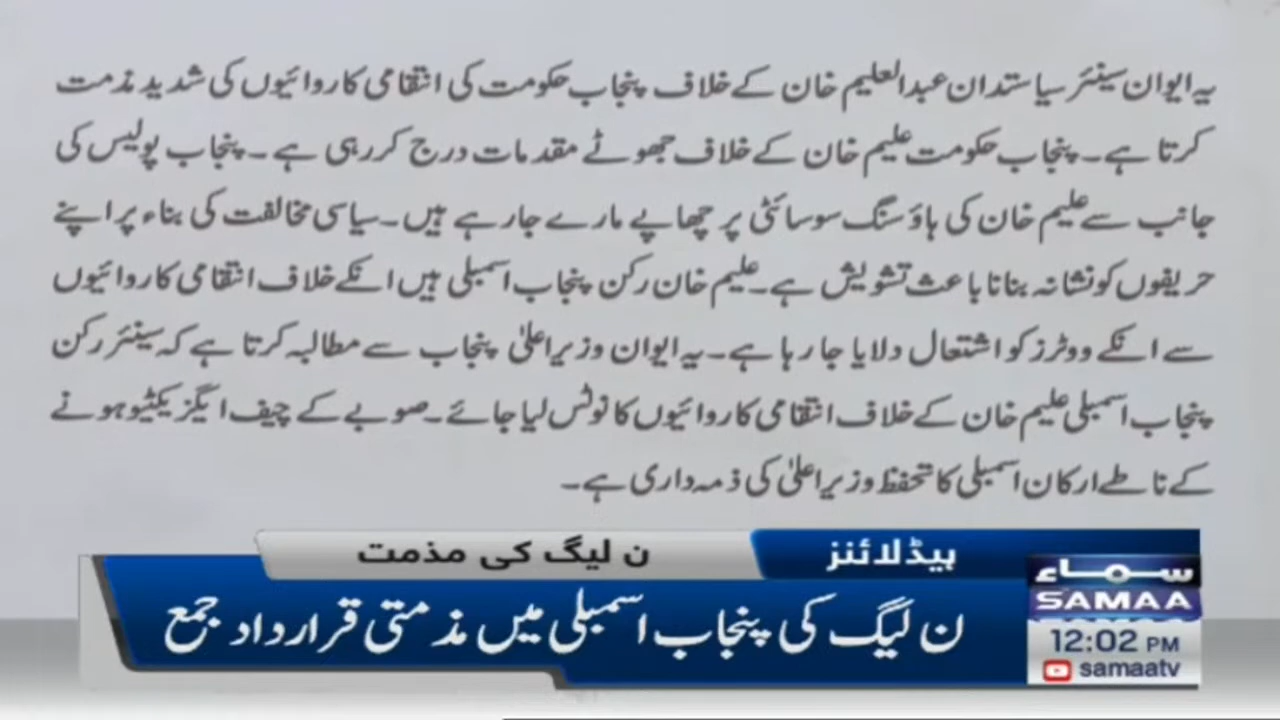 یہ ایوان سینئر سیاستدان عبدالعلیم خان کے خلاف پنجاب حکومت کی انتقامی کاروائیوں کی شدید مذمت
کرتا ہے۔ پنجاب حکومت علیم خان کے خلاف جھوٹے مقدمات درج کر رہی ہے۔ پنجاب پولیس کی
جانب سے علیم خان کی ہاؤسنگ سوسائٹی پر چھاپے مارے جا رہے ہیں۔ سیاسی مخالفت کی بناء پر اپنے
حریفوں کو نشانہ بنانا باعث تشویش ہے۔ علیم خان رکن پنجاب اسمبلی ہیں انکے خلاف انتقامی کاروائیوں
سے انکے ووٹرز کو اشتعال دلایا جا رہا ہے۔ یہ ایوان وزیراعلیٰ پنجاب سے مطالبہ کرتا ہے کہ سینئر رکن
پنجاب اسمبلی علیم خان کے خلاف انتقامی کاروائیوں کا نوٹس لیا جائے۔ صوبے کے چیف ایگزیکٹیو ہونے
کے ناطے ارکان اسمبلی کا تحفظ وزیراعلیٰ کی ذمہ داری ہے۔
ہیڈلائنز
ن لیگ کی مذمت
ن لیگ کی پنجاب اسمبلی میں مذمتی قرارداد جمع
سماء
SAMAA
12:02 PM
samaatv